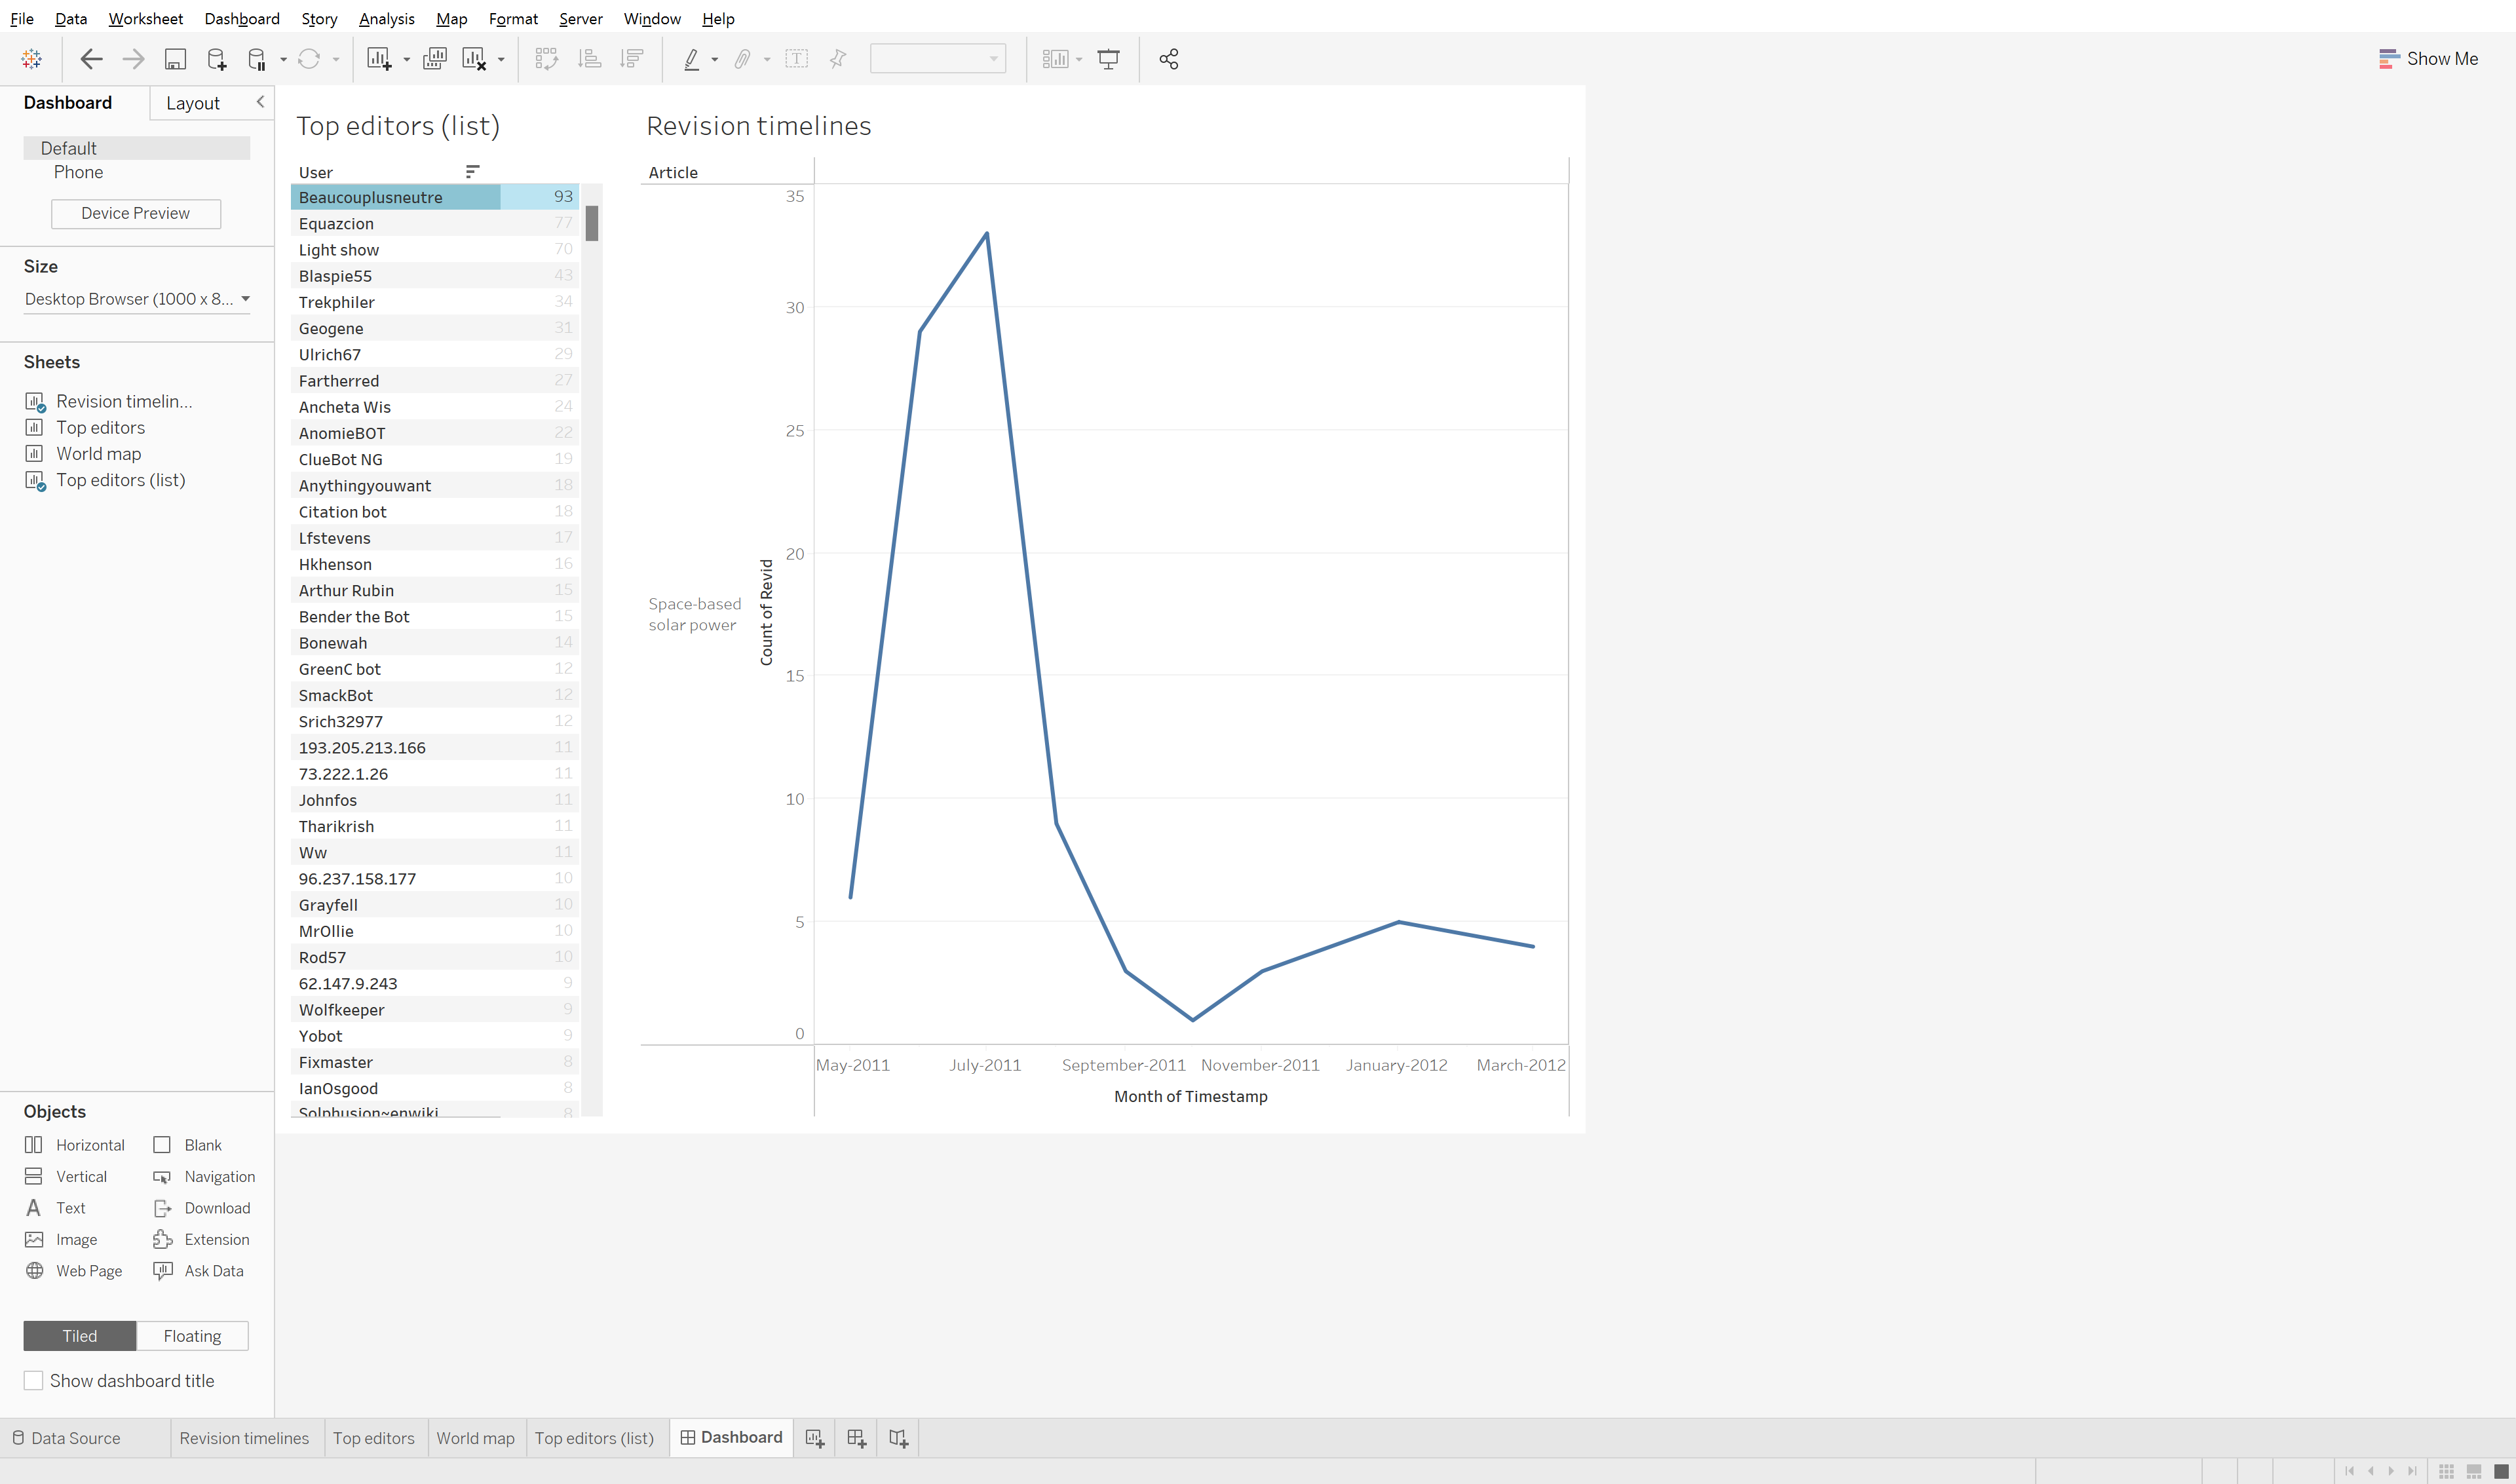 File Data Worksheet Dashboard Story Analysis Map Format Server Window Help
Show Me
Dashboard Layout
Default
Phone
Device Preview
Size
Desktop Browser (1000 x 8...
Sheets
Revision timelin...
Top editors
World map
Top editors (list)
Objects
Horizontal Blank
Vertical Navigation
Text Download
Image Extension
Web Page Ask Data
Tiled Floating
Show dashboard title
Top editors (list)
User
Beaucouplusneutre 93
Equazcion 77
Light show 70
Blaspie55 43
Trekphiler 34
Geogene 31
Ulrich67 29
Fartherred 27
Ancheta Wis 24
AnomieBOT 22
ClueBot NG 19
Anythingyouwant 18
Citation bot 18
Lfstevens 17
Hkhenson 16
Arthur Rubin 15
Bender the Bot 15
Bonewah 14
GreenC bot 12
SmackBot 12
Srich32977 12
193.205.213.166 11
73.222.1.26 11
Johnfos 11
Tharikrish 11
Ww 11
96.237.158.177 10
Grayfell 10
MrOllie 10
Rod57 10
62.147.9.243 9
Wolfkeeper 9
Yobot 9
Fixmaster 8
IanOsgood 8
Solphusion~enwiki 8
Revision timelines
Article
Space-based
solar power
Count of Revid
35
30
25
20
15
10
5
0
May-2011 July-2011 September-2011 November-2011 January-2012 March-2012
Month of Timestamp
Data Source Revision timelines Top editors World map Top editors (list) Dashboard